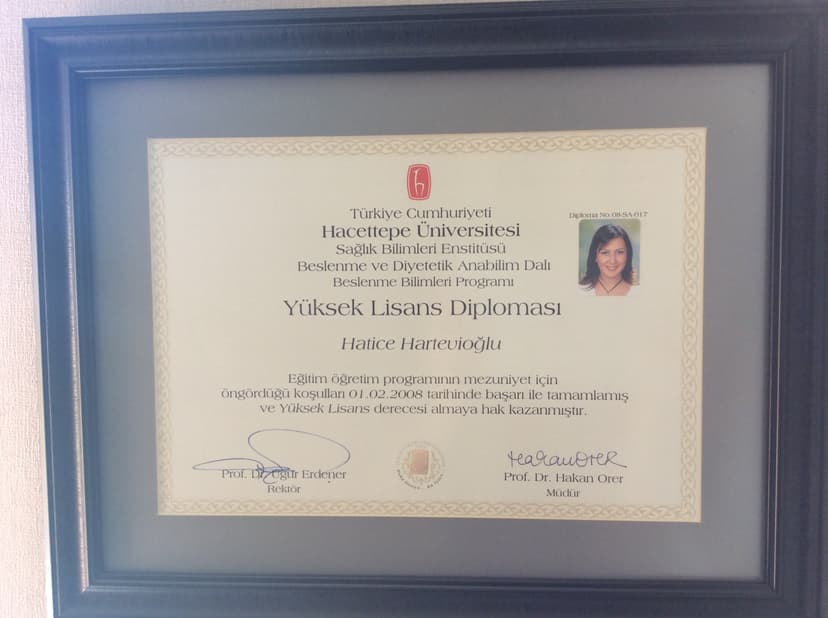 Türkiye Cumhuriyeti
Hacettepe Üniversitesi
Sağlık Bilimleri Enstitüsü
Beslenme ve Diyetetik Anabilim Dalı
Beslenme Bilimleri Programı
Diploma No:08-SA-017
Yüksek Lisans Diploması
Hatice Hartevioğlu
Eğitim öğretim programının mezuniyet için
öngördüğü koşulları 01.02.2008 tarihinde başarı ile tamamlamış
ve Yüksek Lisans derecesi almaya hak kazanmıştır.
Prof. Dr. Uğur Erdener
Rektör
HakanOrer
Prof. Dr. Hakan Orer
Müdür